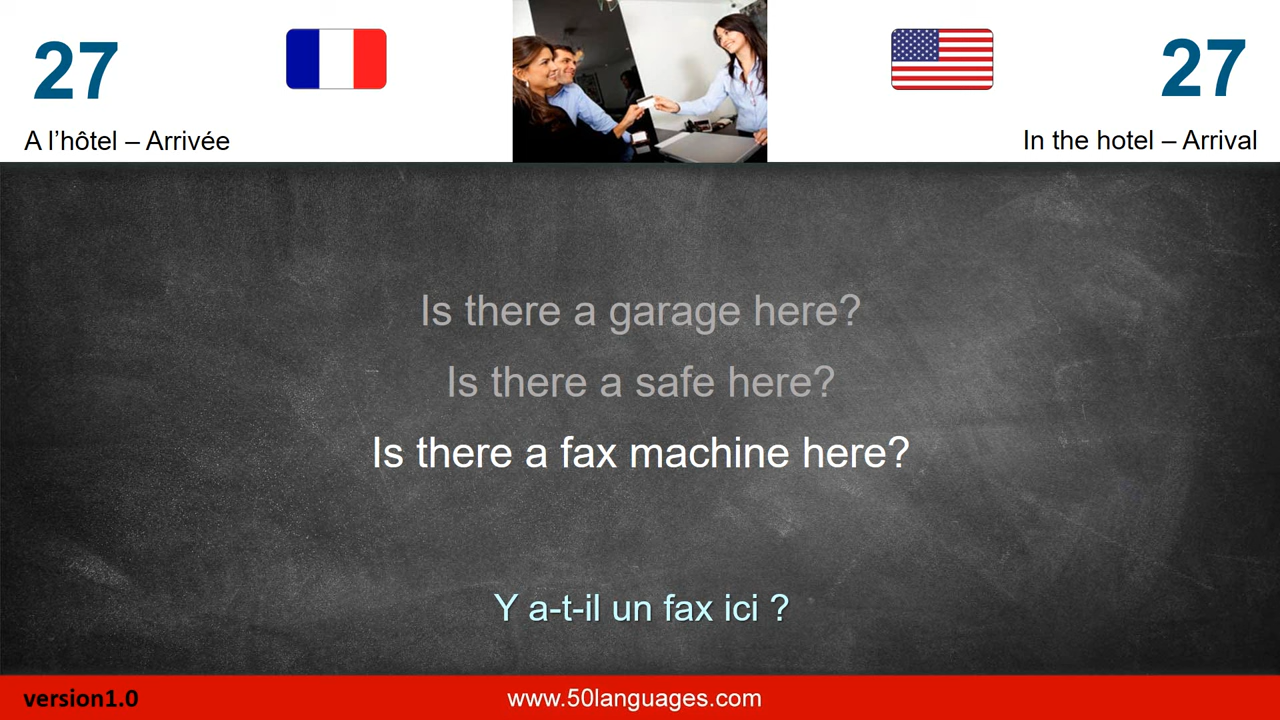 27
27
A l’hôtel – Arrivée
In the hotel – Arrival
Is there a garage here?
Is there a safe here?
Is there a fax machine here?
Y a-t-il un fax ici ?
version1.0
www.50languages.com